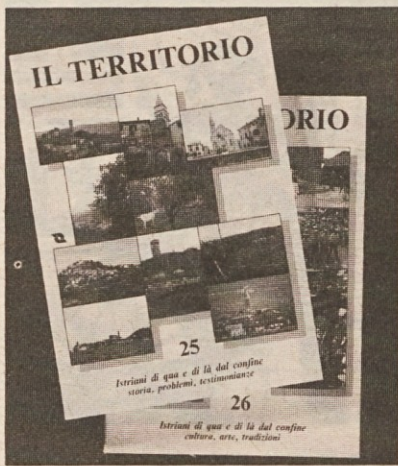 IL TERRITORIO
25
Istriani di qua e di là dal confine
storia, problemi, testimonianze
ORIO
26
Istriani di qua e di là dal confine
cultura, arte, tradizioni